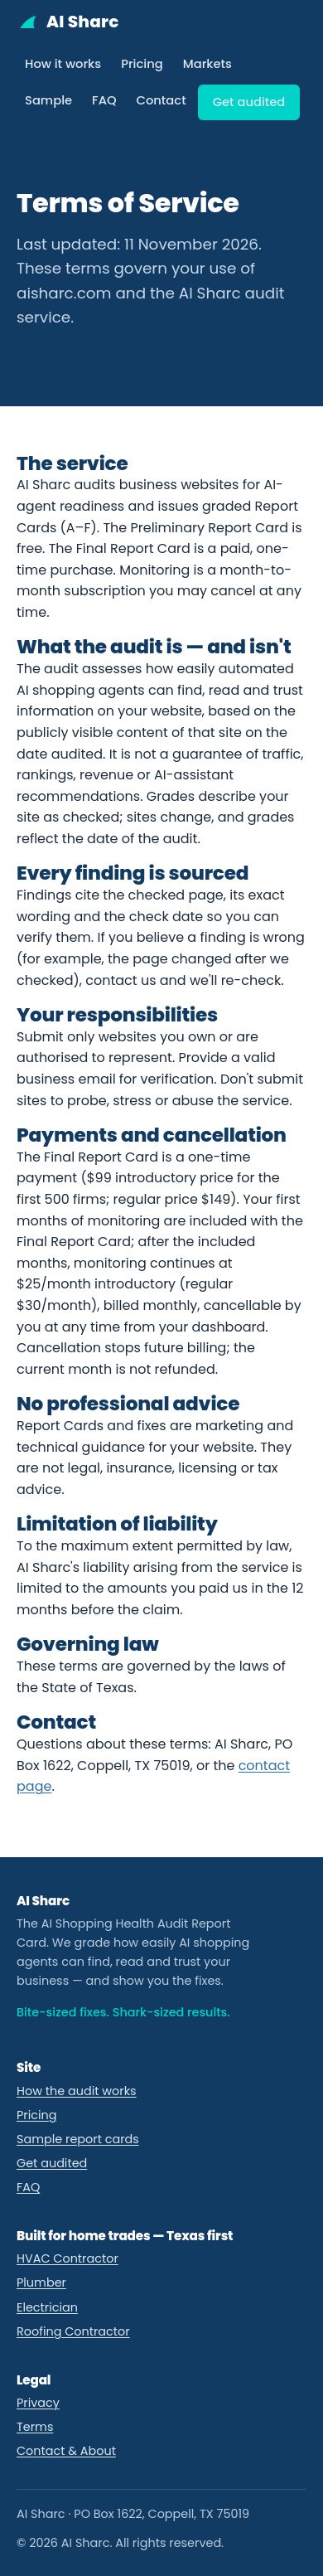 AI Sharc
How it works Pricing Markets
Sample FAQ Contact Get audited
Terms of Service
Last updated: 11 November 2026.
These terms govern your use of
aisharc.com and the AI Sharc audit
service.
The service
AI Sharc audits business websites for AI-
agent readiness and issues graded Report
Cards (A–F). The Preliminary Report Card is
free. The Final Report Card is a paid, one-
time purchase. Monitoring is a month-to-
month subscription you may cancel at any
time.
What the audit is — and isn't
The audit assesses how easily automated
AI shopping agents can find, read and trust
information on your website, based on the
publicly visible content of that site on the
date audited. It is not a guarantee of traffic,
rankings, revenue or AI-assistant
recommendations. Grades describe your
site as checked; sites change, and grades
reflect the date of the audit.
Every finding is sourced
Findings cite the checked page, its exact
wording and the check date so you can
verify them. If you believe a finding is wrong
(for example, the page changed after we
checked), contact us and we'll re-check.
Your responsibilities
Submit only websites you own or are
authorised to represent. Provide a valid
business email for verification. Don't submit
sites to probe, stress or abuse the service.
Payments and cancellation
The Final Report Card is a one-time
payment ($99 introductory price for the
first 500 firms; regular price $149). Your first
months of monitoring are included with the
Final Report Card; after the included
months, monitoring continues at
$25/month introductory (regular
$30/month), billed monthly, cancellable by
you at any time from your dashboard.
Cancellation stops future billing; the
current month is not refunded.
No professional advice
Report Cards and fixes are marketing and
technical guidance for your website. They
are not legal, insurance, licensing or tax
advice.
Limitation of liability
To the maximum extent permitted by law,
AI Sharc's liability arising from the service is
limited to the amounts you paid us in the 12
months before the claim.
Governing law
These terms are governed by the laws of
the State of Texas.
Contact
Questions about these terms: AI Sharc, PO
Box 1622, Coppell, TX 75019, or the contact
page.
AI Sharc
The AI Shopping Health Audit Report
Card. We grade how easily AI shopping
agents can find, read and trust your
business — and show you the fixes.
Bite-sized fixes. Shark-sized results.
Site
How the audit works
Pricing
Sample report cards
Get audited
FAQ
Built for home trades — Texas first
HVAC Contractor
Plumber
Electrician
Roofing Contractor
Legal
Privacy
Terms
Contact & About
AI Sharc · PO Box 1622, Coppell, TX 75019
© 2026 AI Sharc. All rights reserved.